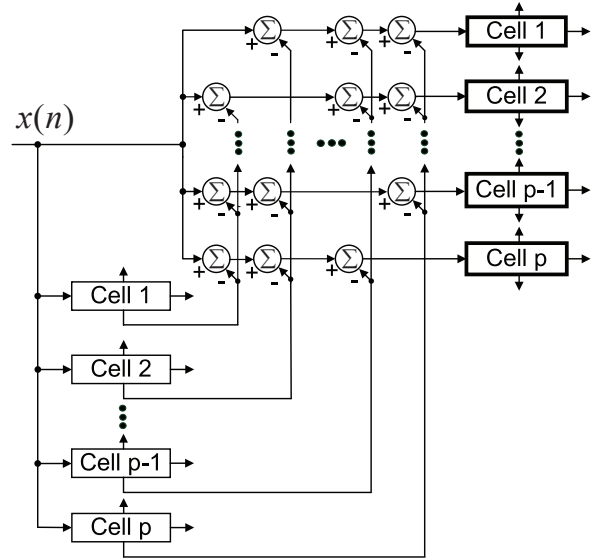 Σ Σ Σ Cell 1
+ - + - + -
Σ Σ Σ Cell 2
+ - + - + -
x(n)
Σ Σ Σ Cell p-1
+ - + - + -
Σ Σ Σ Cell p
+ - + - + -
Cell 1
Cell 2
Cell p-1
Cell p